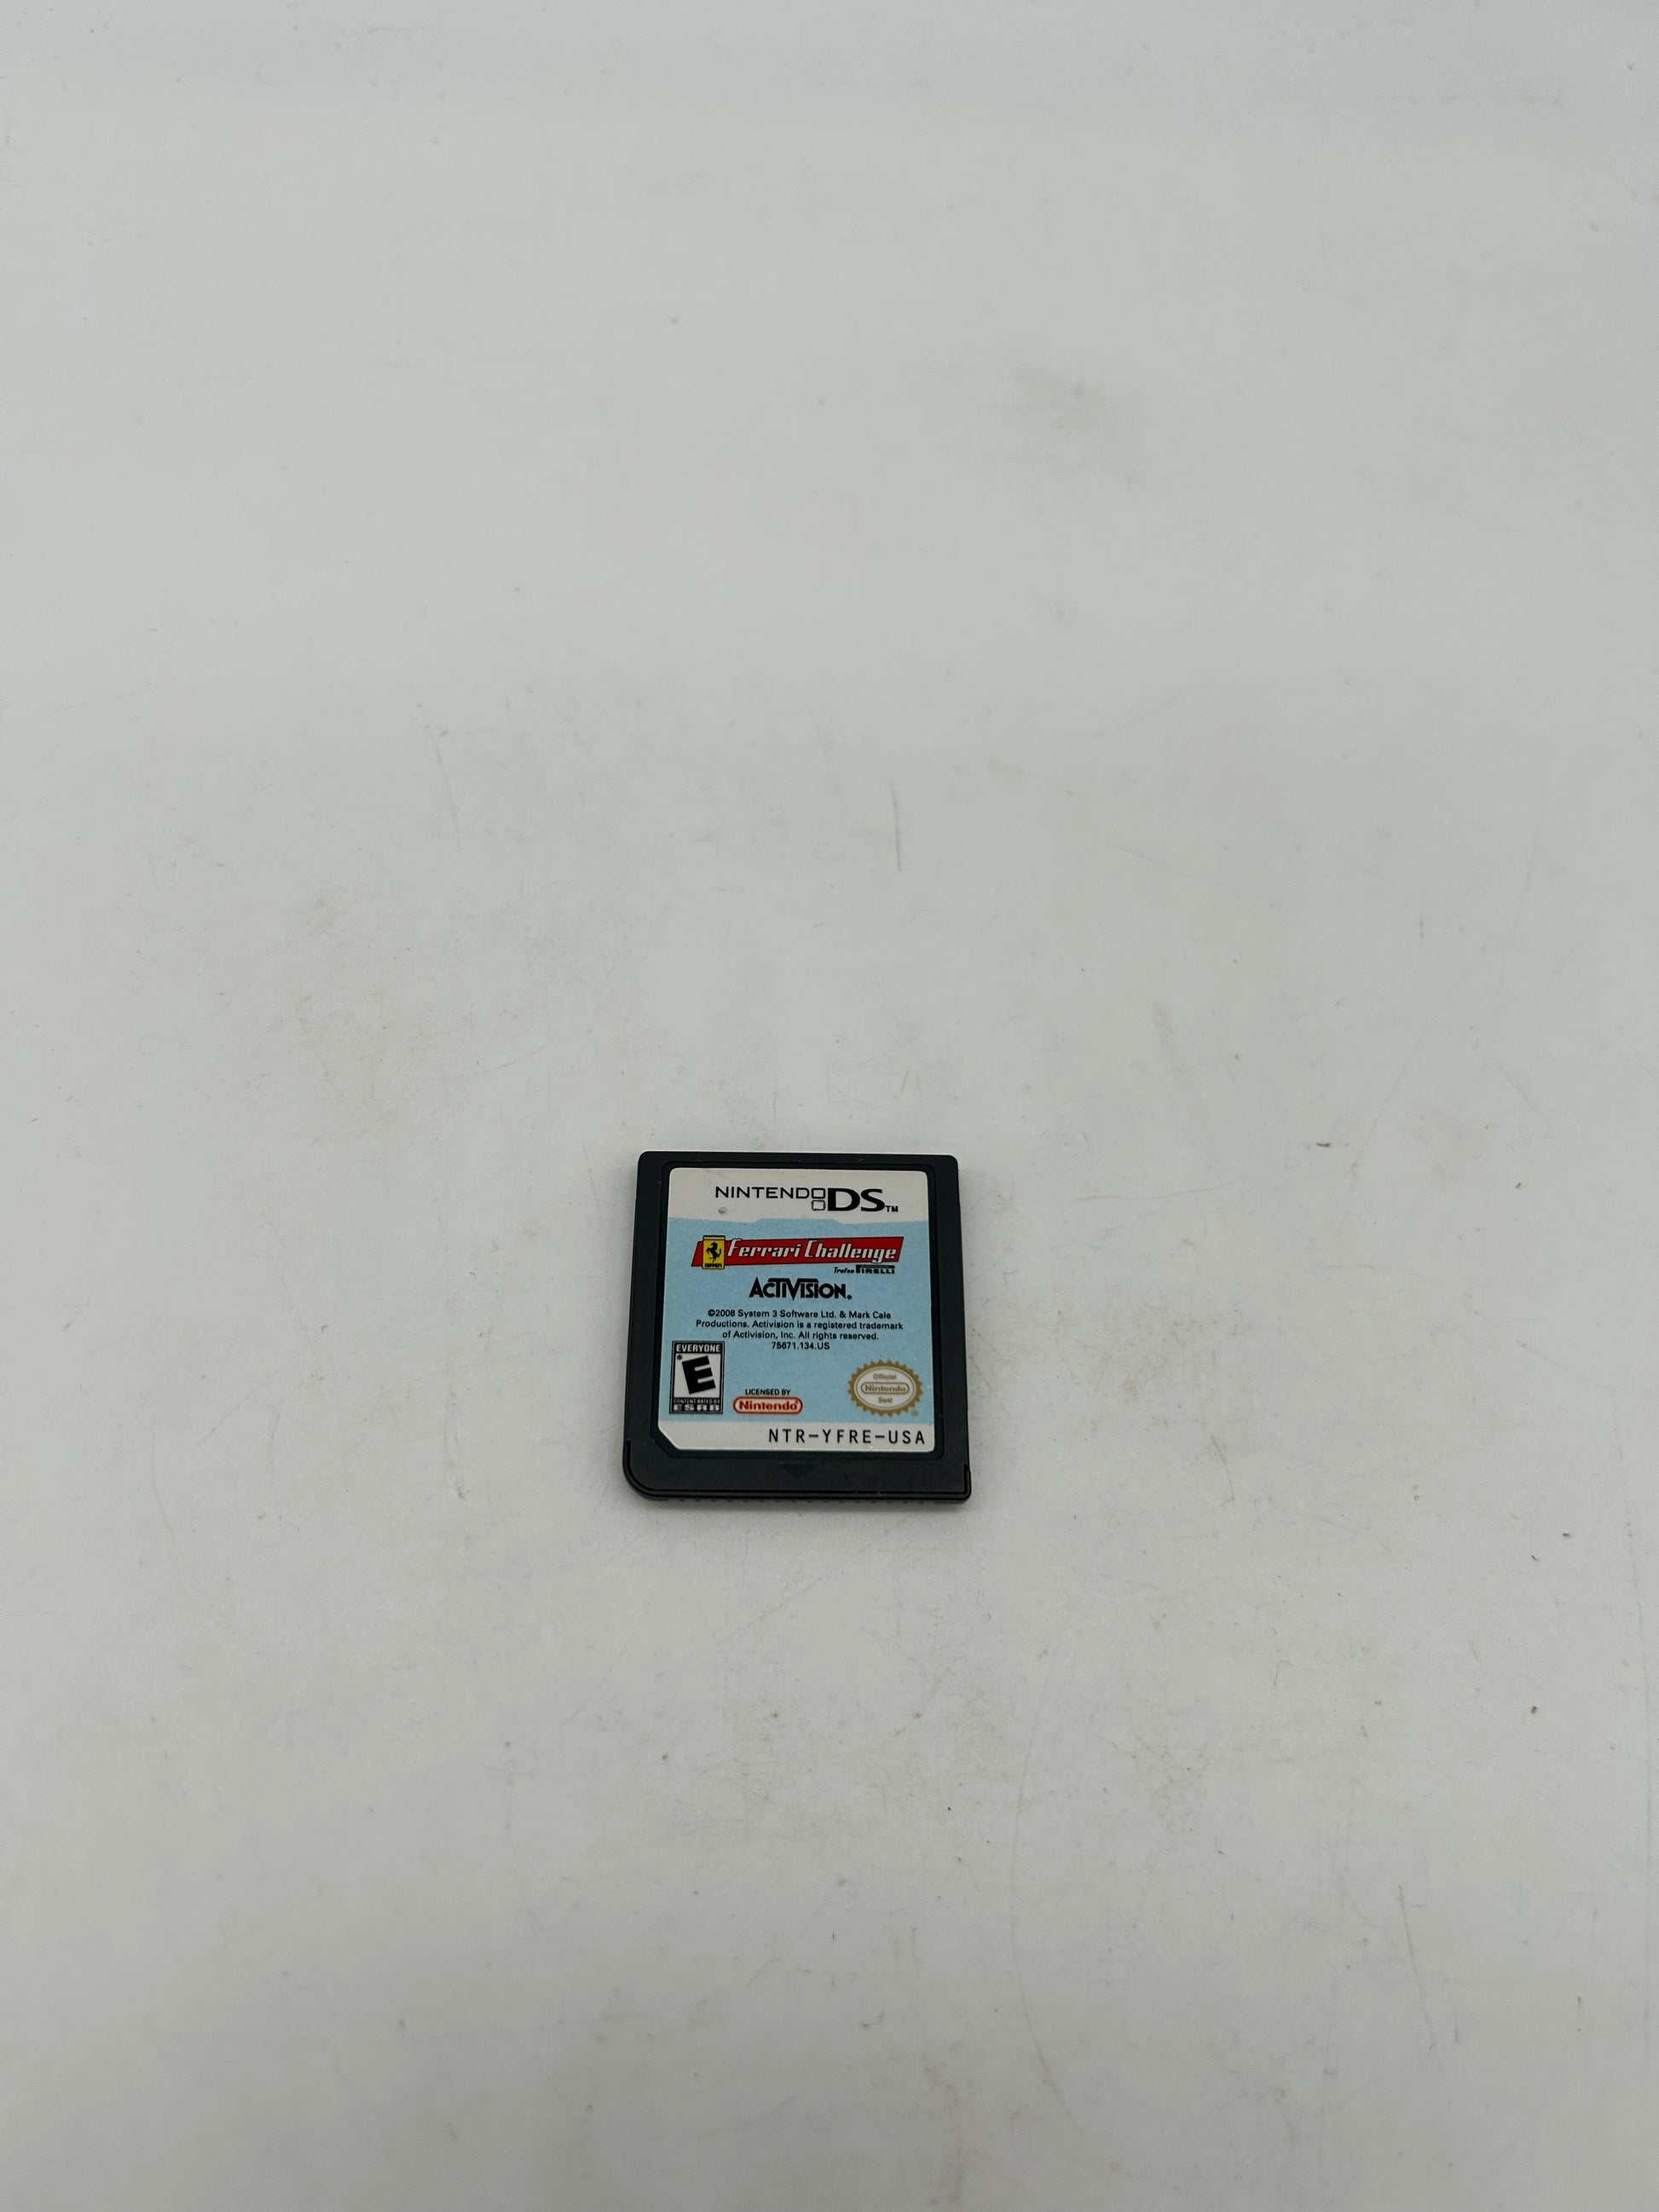 NINTENDO DS™
Ferrari
Ferrari Challenge
Trofeo PIRELLI
ACTIVISION.
©2008 System 3 Software Ltd. & Mark Cale
Productions. Activision is a registered trademark
of Activision, Inc. All rights reserved.
75671.134.US
EVERYONE
E
CONTENT RATED BY
ESRB
LICENSED BY
Nintendo®
Official
Nintendo
Seal
NTR-YFRE-USA